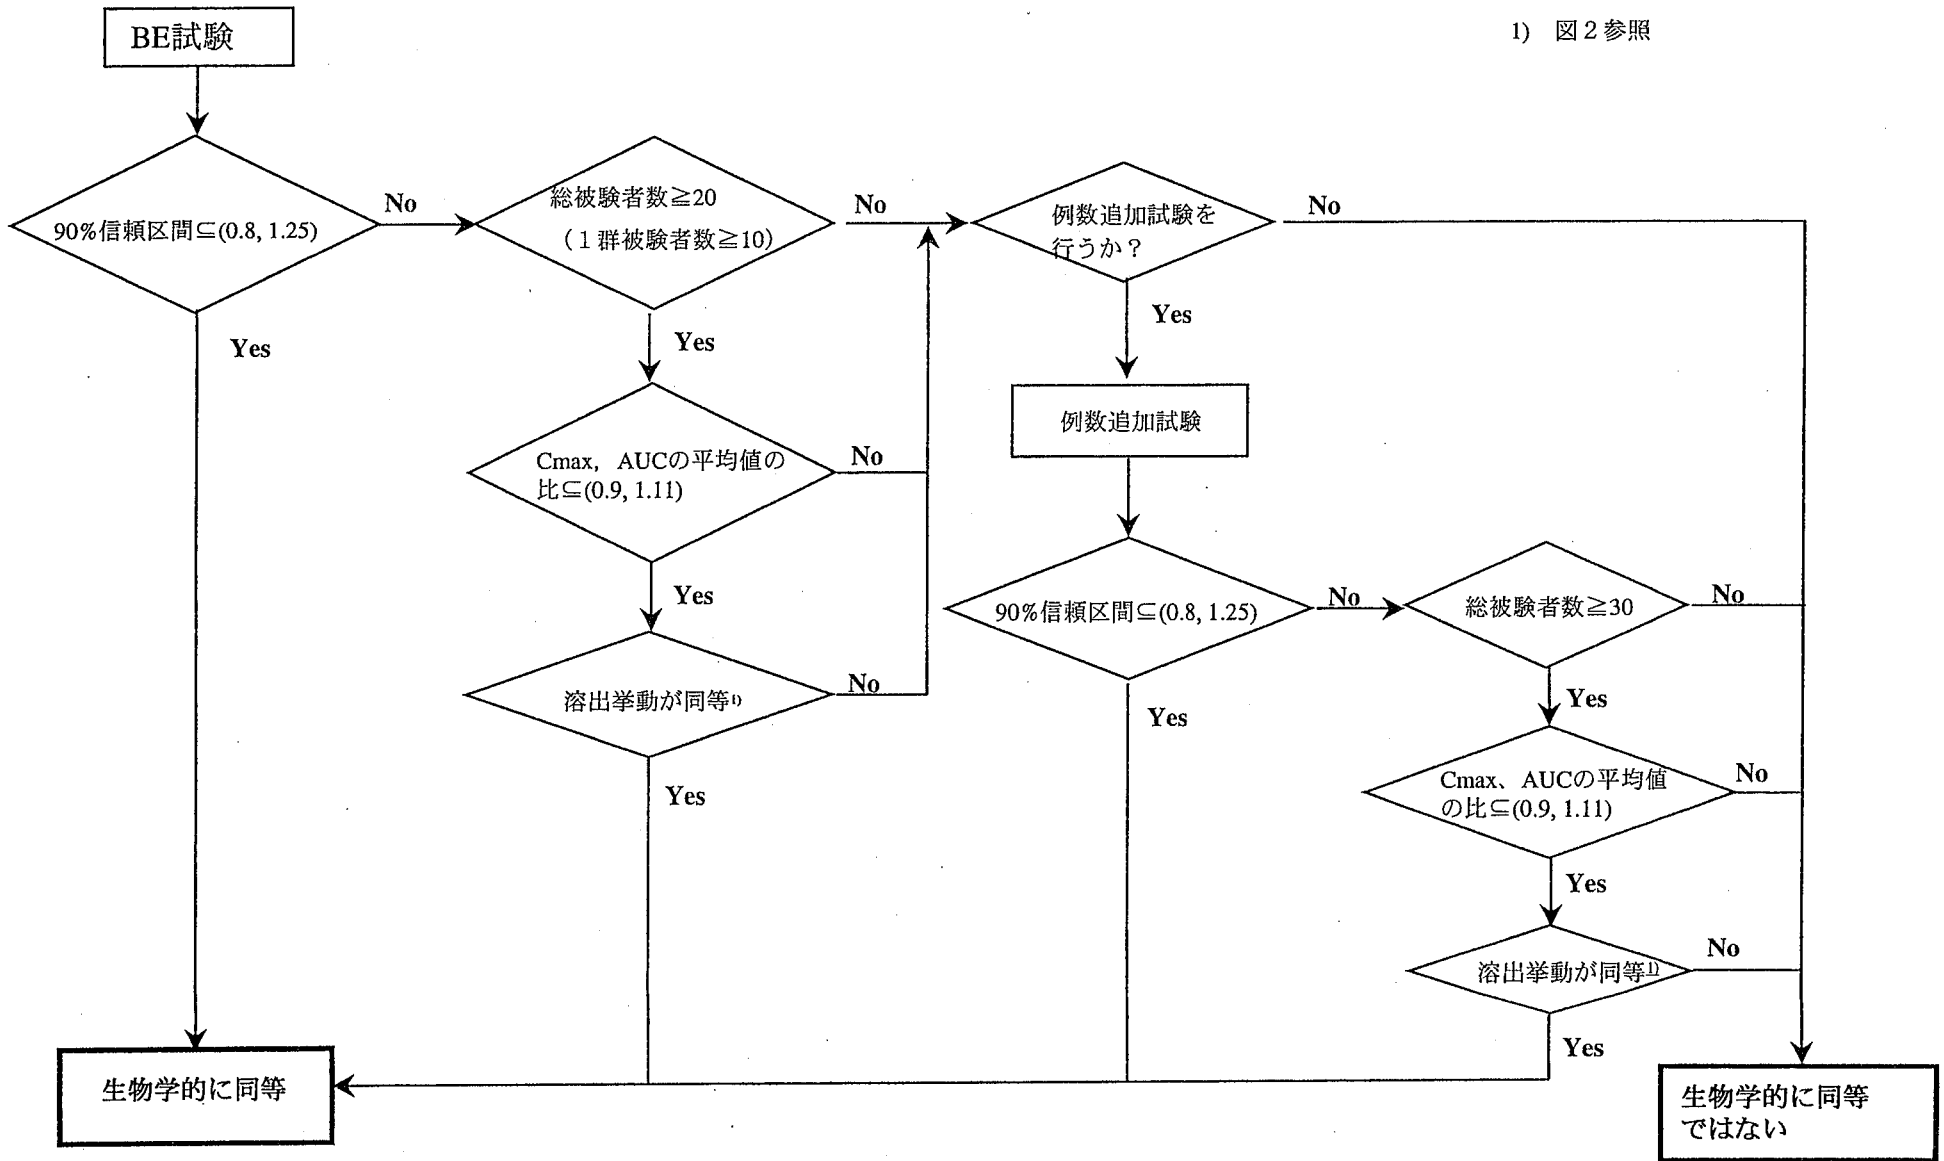 1) 図2参照
BE試験
90%信頼区間⊆(0.8, 1.25)
No
Yes
総被験者数≧20
(1群被験者数≧10)
No
Yes
Cmax, AUCの平均値の
比⊆(0.9, 1.11)
No
Yes
溶出挙動が同等1)
No
Yes
例数追加試験を
行うか?
No
Yes
例数追加試験
90%信頼区間⊆(0.8, 1.25)
No
Yes
総被験者数≧30
No
Yes
Cmax、AUCの平均値
の比⊆(0.9, 1.11)
No
Yes
溶出挙動が同等1)
No
Yes
生物学的に同等
生物学的に同等
ではない